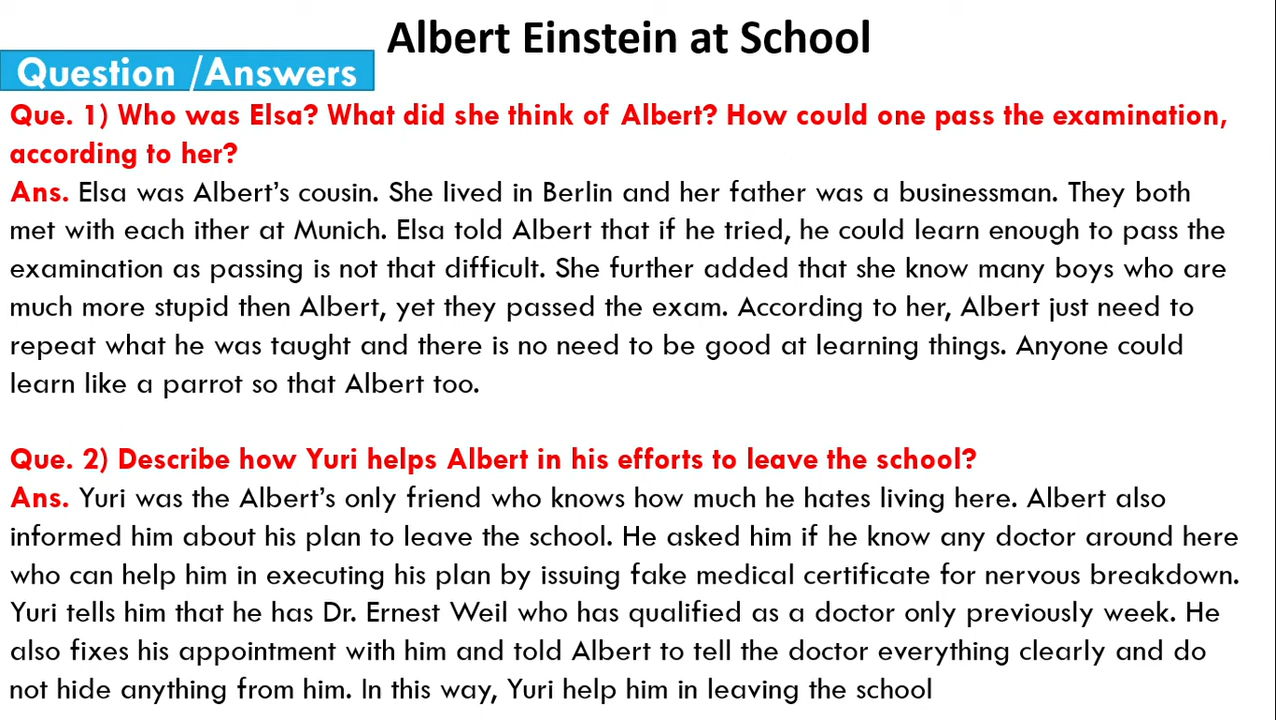 Albert Einstein at School
Question /Answers
Que. 1) Who was Elsa? What did she think of Albert? How could one pass the examination,
according to her?
Ans. Elsa was Albert's cousin. She lived in Berlin and her father was a businessman. They both
met with each ither at Munich. Elsa told Albert that if he tried, he could learn enough to pass the
examination as passing is not that difficult. She further added that she know many boys who are
much more stupid then Albert, yet they passed the exam. According to her, Albert just need to
repeat what he was taught and there is no need to be good at learning things. Anyone could
learn like a parrot so that Albert too.
Que. 2) Describe how Yuri helps Albert in his efforts to leave the school?
Ans. Yuri was the Albert's only friend who knows how much he hates living here. Albert also
informed him about his plan to leave the school. He asked him if he know any doctor around here
who can help him in executing his plan by issuing fake medical certificate for nervous breakdown.
Yuri tells him that he has Dr. Ernest Weil who has qualified as a doctor only previously week. He
also fixes his appointment with him and told Albert to tell the doctor everything clearly and do
not hide anything from him. In this way, Yuri help him in leaving the school